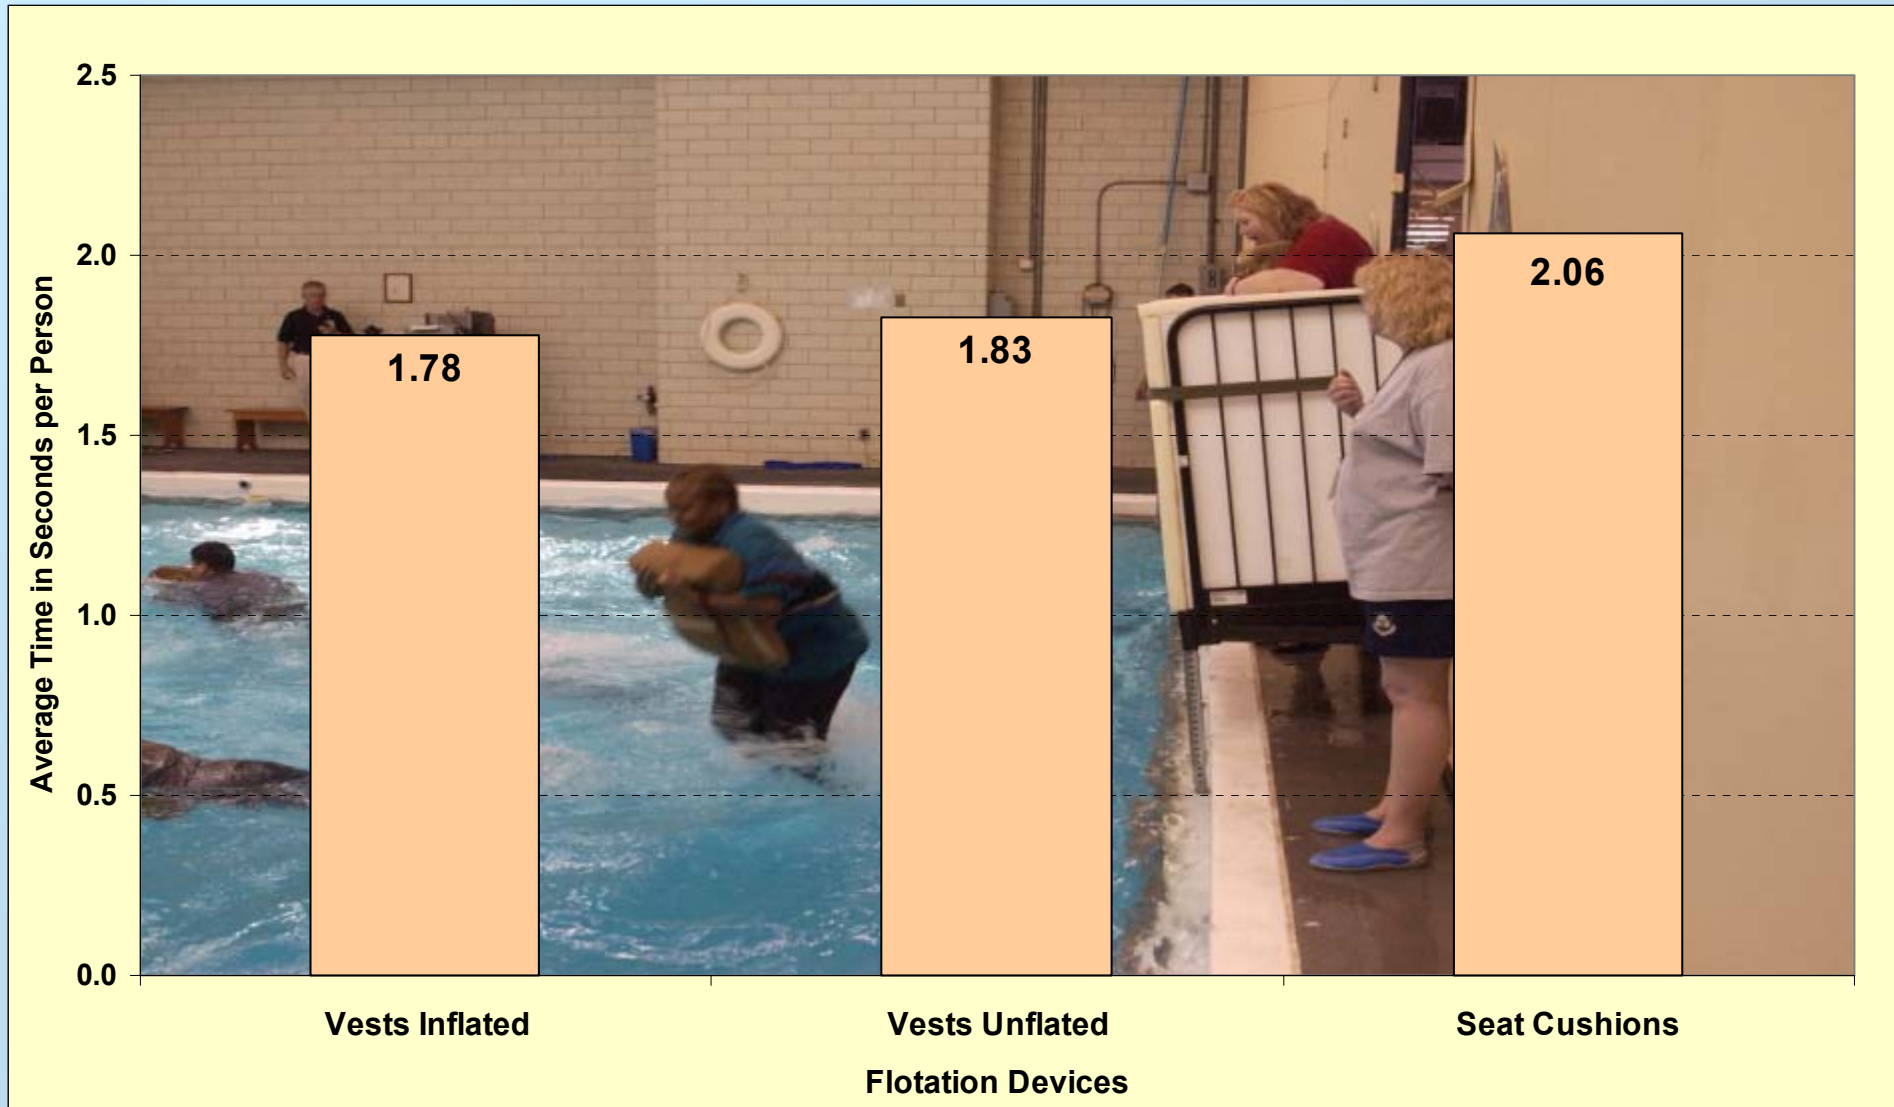 Average Time in Seconds per Person
2.5
2.0
1.5
1.0
0.5
0.0
1.78
1.83
2.06
Vests Inflated
Vests Unflated
Seat Cushions
Flotation Devices